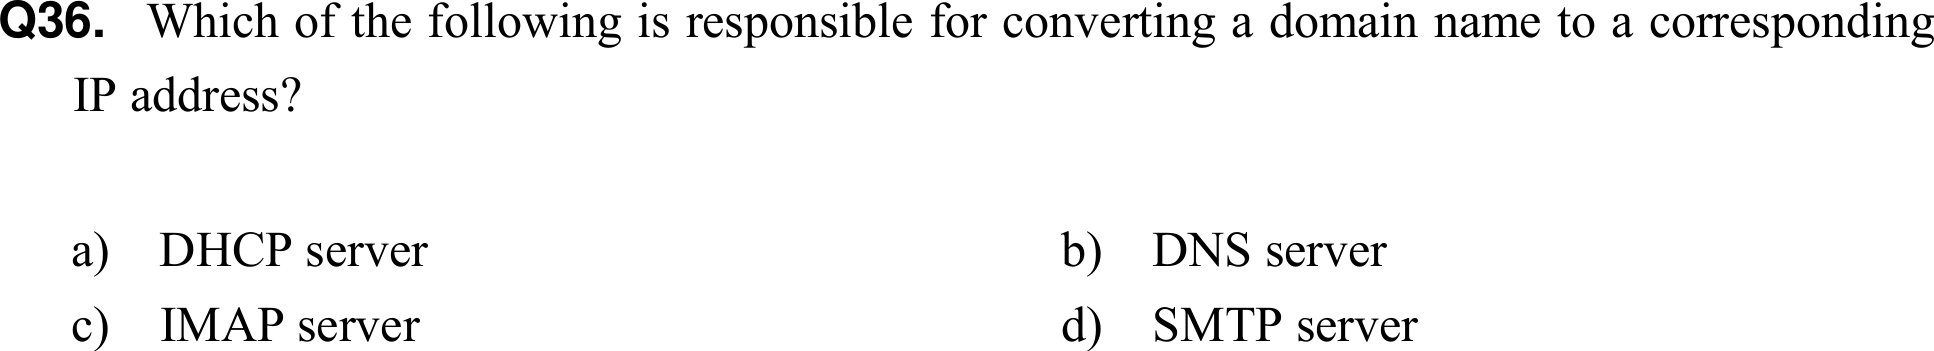 Q36. Which of the following is responsible for converting a domain name to a corresponding
IP address?
a) DHCP server b) DNS server
c) IMAP server d) SMTP server